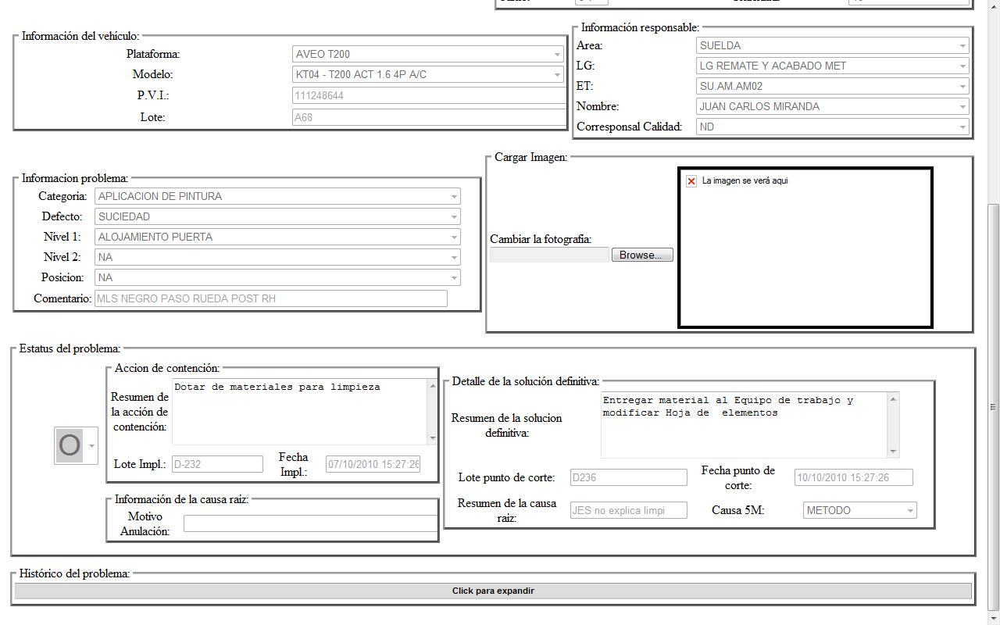 Información del vehículo:
Plataforma: AVEO T200
Modelo: KT04 - T200 ACT 1.6 4P A/C
P.V.I.: 111248644
Lote: A68
Información responsable:
Area: SUELDA
LG: LG REMATE Y ACABADO MET
ET: SU.AM.AM02
Nombre: JUAN CARLOS MIRANDA
Corresponsal Calidad: ND
Informacion problema:
Categoria: APLICACION DE PINTURA
Defecto: SUCIEDAD
Nivel 1: ALOJAMIENTO PUERTA
Nivel 2: NA
Posicion: NA
Comentario: MLS NEGRO PASO RUEDA POST RH
Cargar Imagen:
Cambiar la fotografía:
Browse...
La imagen se verá aqui
Estatus del problema:
O
Accion de contención:
Resumen de
la acción de
contención:
Dotar de materiales para limpieza
Lote Impl.: D-232
Fecha
Impl.:
07/10/2010 15:27:26
Información de la causa raíz:
Motivo
Anulación:
Detalle de la solución definitiva:
Resumen de la solucion
definitiva:
Entregar material al Equipo de trabajo y
modificar Hoja de  elementos
Lote punto de corte: D236
Fecha punto de
corte:
10/10/2010 15:27:26
Resumen de la causa
raiz:
JES no explica limpi
Causa 5M: METODO
Histórico del problema:
Click para expandir